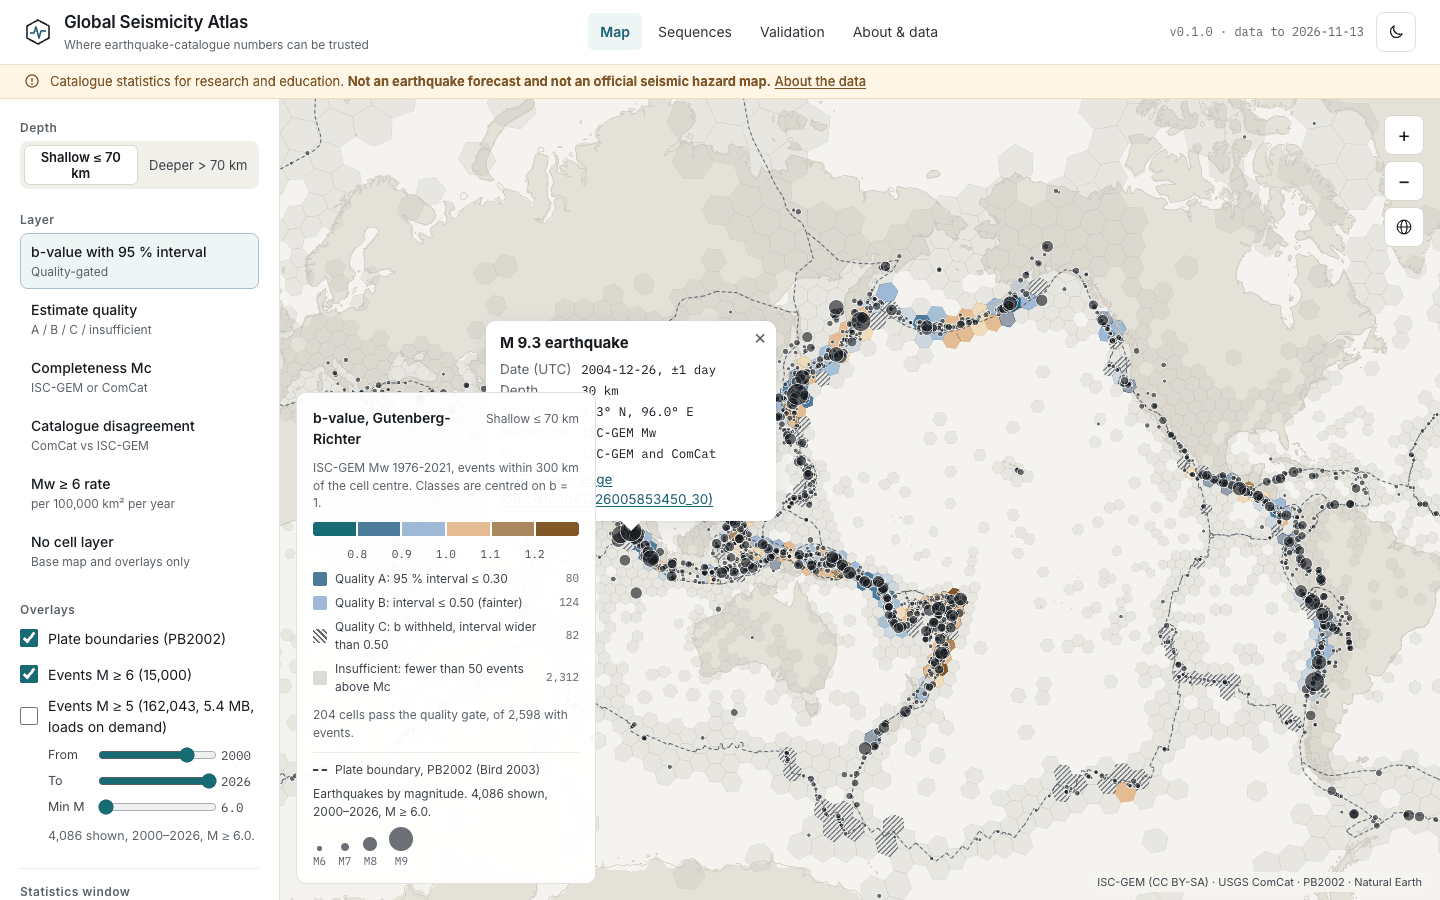 Global Seismicity Atlas
Where earthquake-catalogue numbers can be trusted
Map
Sequences
Validation
About & data
v0.1.0 · data to 2026-11-13
Catalogue statistics for research and education. Not an earthquake forecast and not an official seismic hazard map. About the data
Depth
Shallow ≤ 70
km
Deeper > 70 km
Layer
b-value with 95 % interval
Quality-gated
Estimate quality
A / B / C / insufficient
Completeness Mc
ISC-GEM or ComCat
Catalogue disagreement
ComCat vs ISC-GEM
Mw ≥ 6 rate
per 100,000 km² per year
No cell layer
Base map and overlays only
Overlays
Plate boundaries (PB2002)
Events M ≥ 6 (15,000)
Events M ≥ 5 (162,043, 5.4 MB,
loads on demand)
From 2000
To 2026
Min M 6.0
4,086 shown, 2000–2026, M ≥ 6.0.
Statistics window
M 9.3 earthquake
×
Date (UTC) 2004-12-26, ±1 day
Depth 30 km
3° N, 96.0° E
C-GEM Mw
C-GEM and ComCat
ge
26005853450_30)
b-value, Gutenberg-
Richter
Shallow ≤ 70 km
ISC-GEM Mw 1976-2021, events within 300 km
of the cell centre. Classes are centred on b =
1.
0.8 0.9 1.0 1.1 1.2
Quality A: 95 % interval ≤ 0.30 80
Quality B: interval ≤ 0.50 (fainter) 124
Quality C: b withheld, interval wider
than 0.50
82
Insufficient: fewer than 50 events
above Mc
2,312
204 cells pass the quality gate, of 2,598 with
events.
Plate boundary, PB2002 (Bird 2003)
Earthquakes by magnitude. 4,086 shown,
2000–2026, M ≥ 6.0.
M6 M7 M8 M9
+
−
ISC-GEM (CC BY-SA) · USGS ComCat · PB2002 · Natural Earth